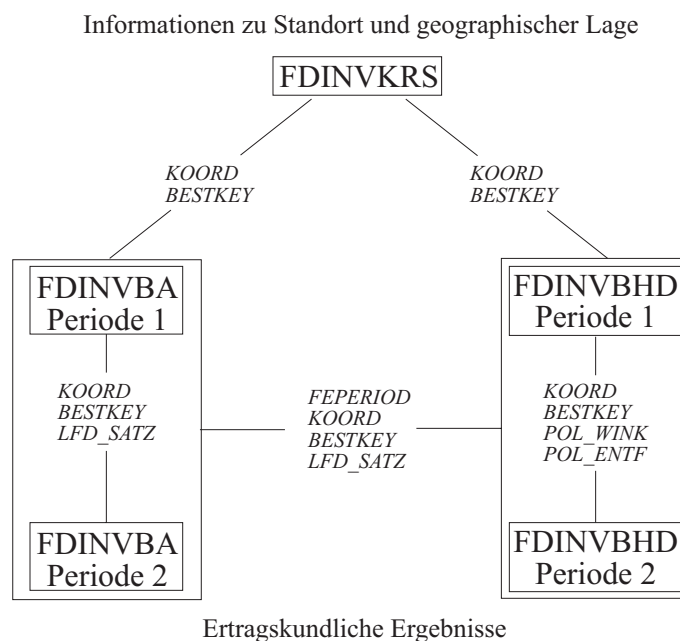 Informationen zu Standort und geographischer Lage
FDINVKRS
KOORD
BESTKEY
KOORD
BESTKEY
FDINVBA
Periode 1
FDINVBHD
Periode 1
KOORD
BESTKEY
LFD_SATZ
FEPERIOD
KOORD
BESTKEY
LFD_SATZ
KOORD
BESTKEY
POL_WINK
POL_ENTF
FDINVBA
Periode 2
FDINVBHD
Periode 2
Ertragskundliche Ergebnisse